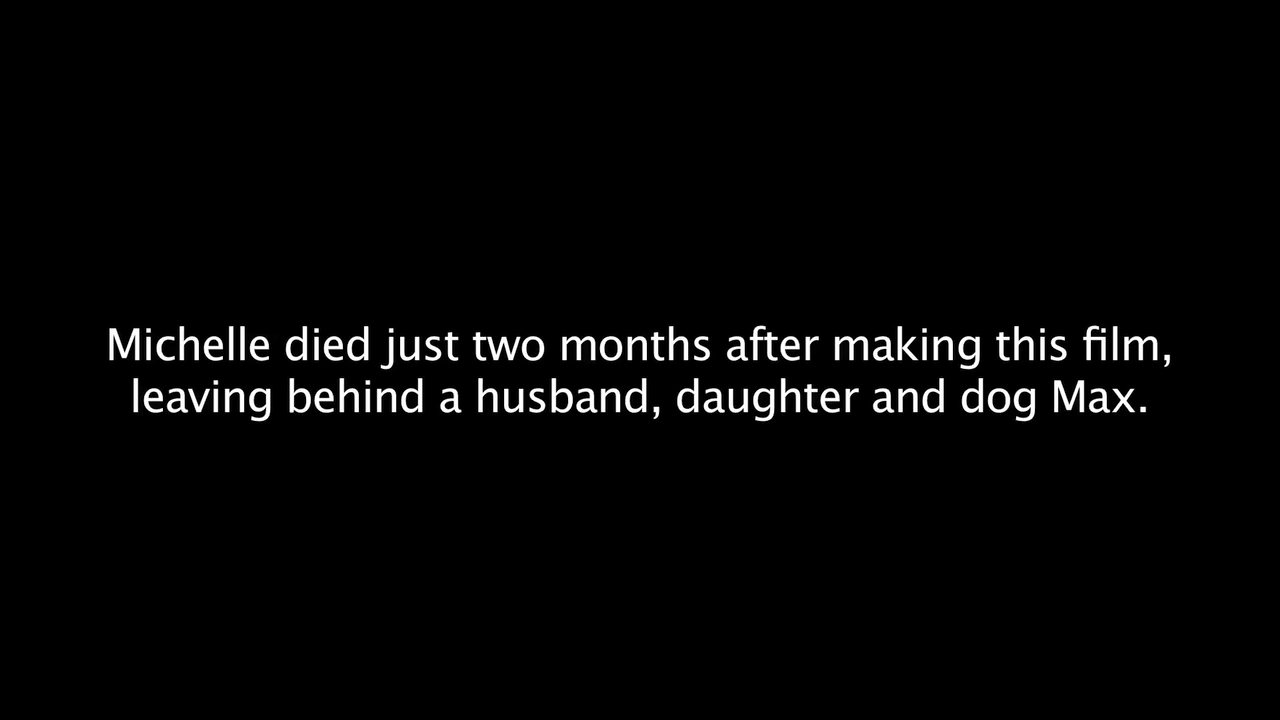 Michelle died just two months after making this film,
leaving behind a husband, daughter and dog Max.